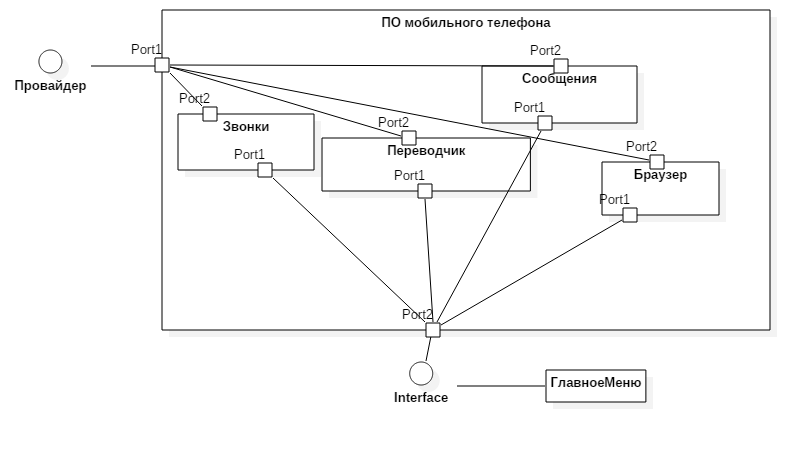 ПО мобильного телефона
Port1
Port2
Сообщения
Провайдер
Port2
Port1
Port2
Звонки
Port2
Переводчик
Port1
Port2
Браузер
Port1
Port1
Port2
Interface
ГлавноеМеню